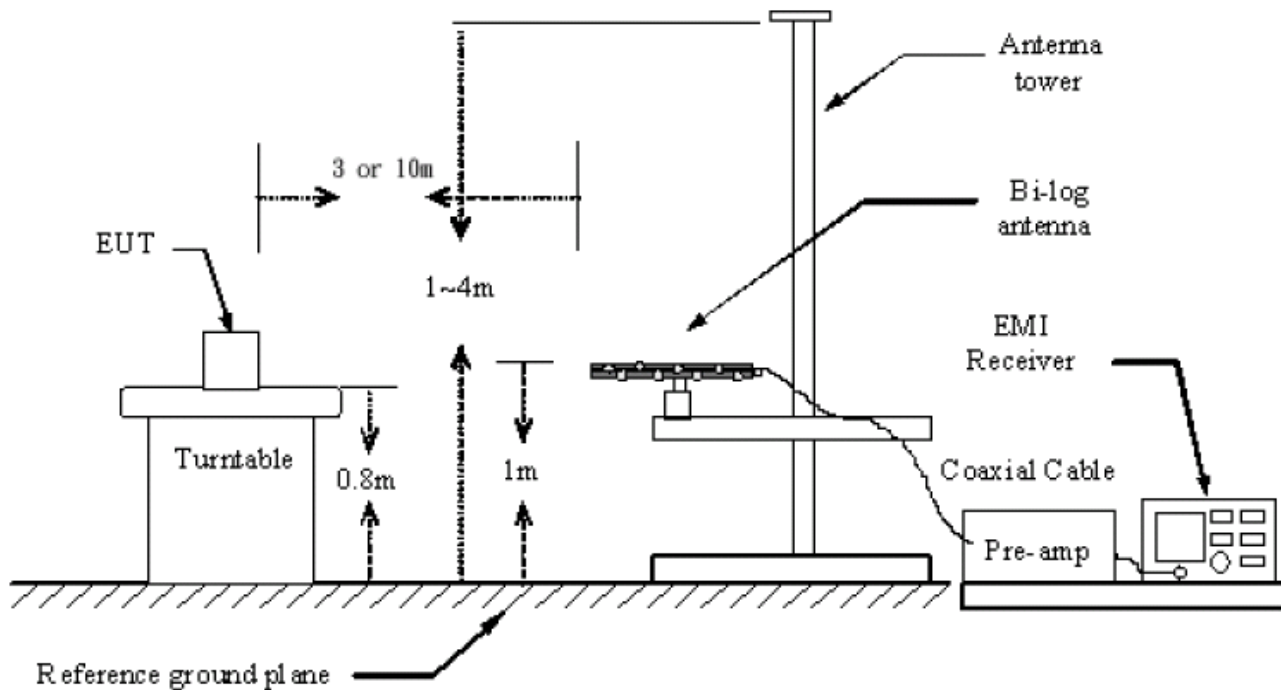 Antenna
tower
3 or 10m
Bi-log
antenna
EUT
1~4m
EMI
Receiver
Turntable
0.8m
1m
Coaxial Cable
Pre-amp
Reference ground plane